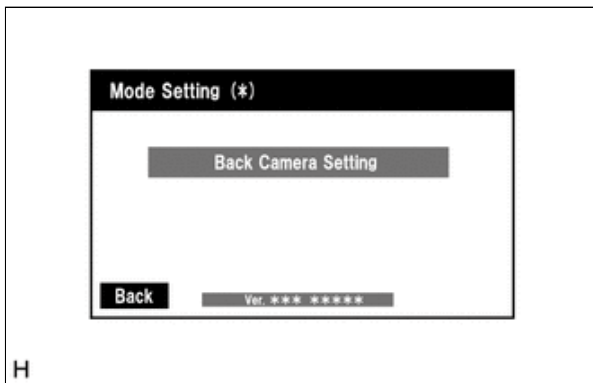 Mode Setting (*)
Back Camera Setting
Back
Ver. *** *****
H